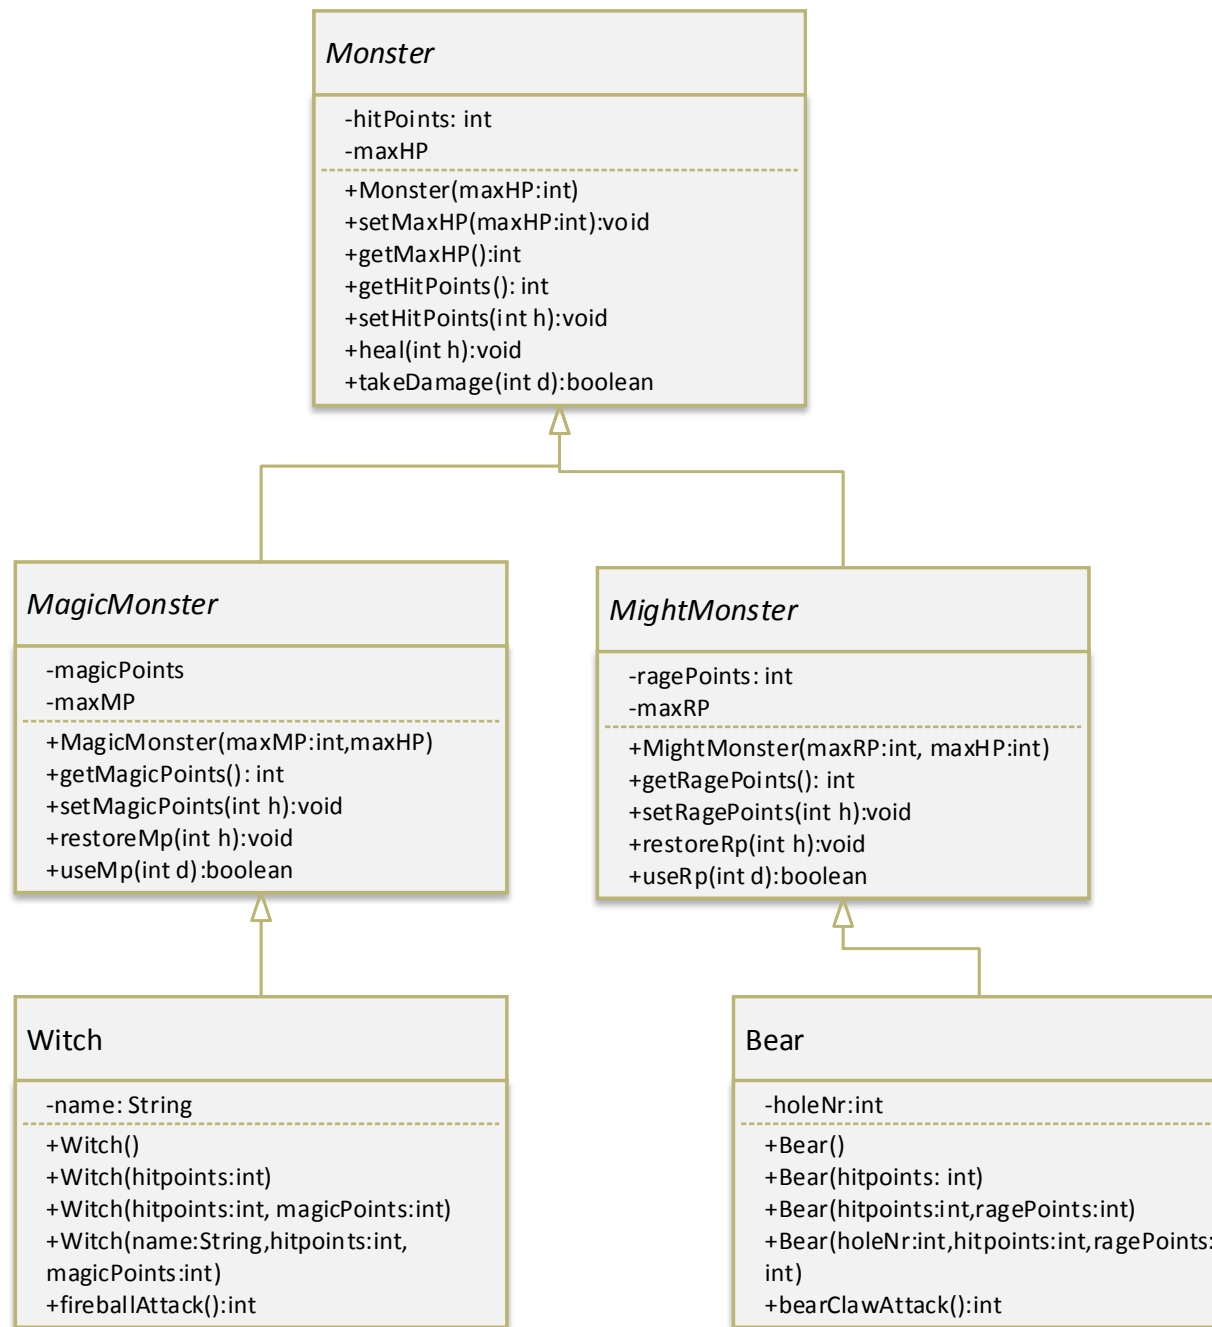 Monster
-hitPoints: int
-maxHP
+Monster(maxHP:int)
+setMaxHP(maxHP:int):void
+getMaxHP():int
+getHitPoints(): int
+setHitPoints(int h):void
+heal(int h):void
+takeDamage(int d):boolean
MagicMonster
-magicPoints
-maxMP
+MagicMonster(maxMP:int,maxHP)
+getMagicPoints(): int
+setMagicPoints(int h):void
+restoreMp(int h):void
+useMp(int d):boolean
MightMonster
-ragePoints: int
-maxRP
+MightMonster(maxRP:int, maxHP:int)
+getRagePoints(): int
+setRagePoints(int h):void
+restoreRp(int h):void
+useRp(int d):boolean
Witch
-name: String
+Witch()
+Witch(hitpoints:int)
+Witch(hitpoints:int, magicPoints:int)
+Witch(name:String,hitpoints:int,
magicPoints:int)
+fireballAttack():int
Bear
-holeNr:int
+Bear()
+Bear(hitpoints: int)
+Bear(hitpoints:int,ragePoints:int)
+Bear(holeNr:int,hitpoints:int,ragePoints:
int)
+bearClawAttack():int